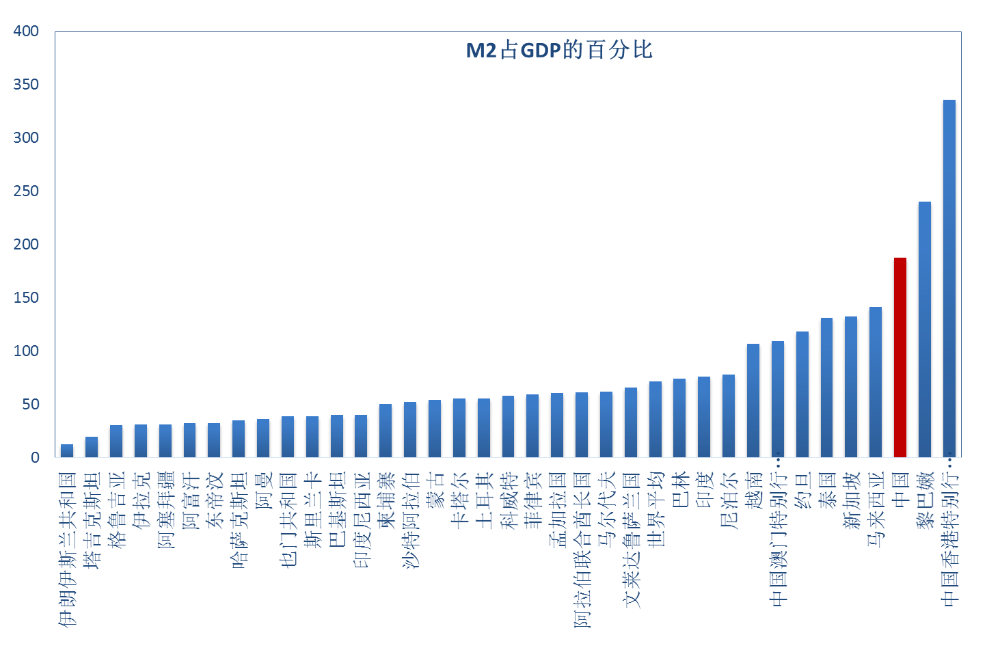 M2占GDP的百分比
400
350
300
250
200
150
100
50
0
伊朗伊斯兰共和国
塔吉克斯坦
格鲁吉亚
伊拉克
阿塞拜疆
阿富汗
东帝汶
哈萨克斯坦
阿曼
也门共和国
斯里兰卡
巴基斯坦
印度尼西亚
柬埔寨
沙特阿拉伯
蒙古
卡塔尔
土耳其
科威特
菲律宾
孟加拉国
阿拉伯联合酋长国
马尔代夫
文莱达鲁萨兰国
世界平均
巴林
印度
尼泊尔
越南
中国澳门特别行…
约旦
泰国
新加坡
马来西亚
中国
黎巴嫩
中国香港特别行…